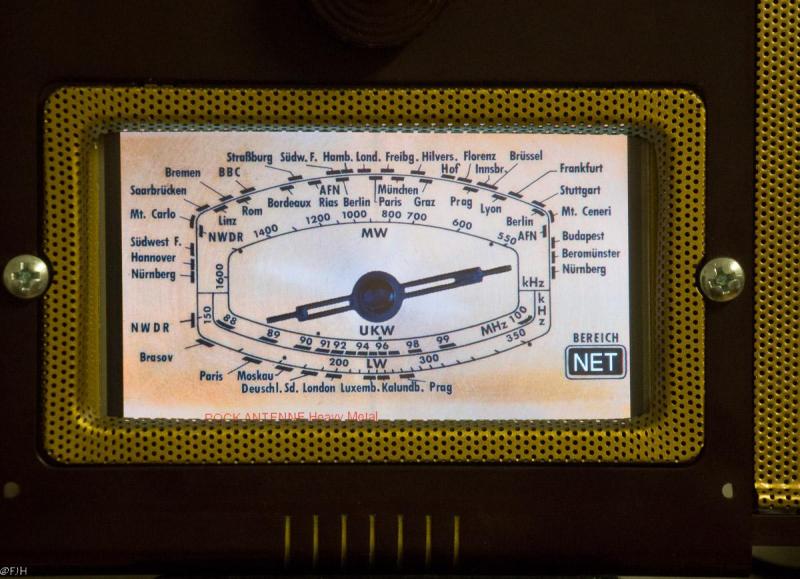 Straßburg Südw. F. Hamb. Lond. Freibg. Hilvers. Florenz Brüssel
Bremen BBC Hof Innsbr. Frankfurt
Saarbrücken AFN München Stuttgart
Bordeaux Rias Berlin Paris Graz Prag Lyon
Mt. Carlo Linz Rom Berlin Mt. Ceneri
NWDR 1400 1200 1000 800 700 600 550 AFN
MW
Südwest F. Budapest
Hannover Beromünster
Nürnberg 1600 kHz Nürnberg
150 88 kHz
NWDR UKW MHz 100
89 90 91 92 94 96 98 99 350
Brasov 200 LW 300 BEREICH
NET
Paris Moskau
Deuschl. Sd. London Luxemb. Kalundb. Prag
ROCK ANTENNE Heavy Metal
@FJH